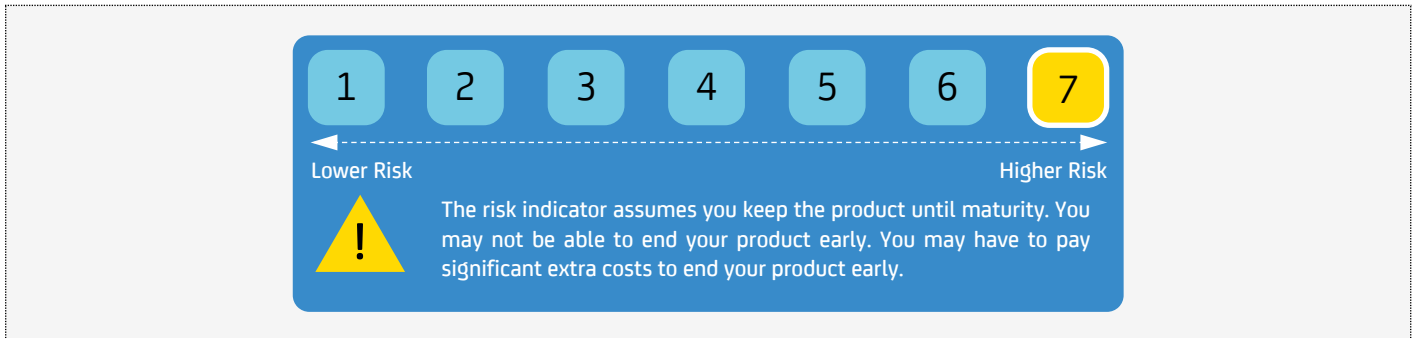 1 2 3 4 5 6 7
Lower Risk Higher Risk
The risk indicator assumes you keep the product until maturity. You
may not be able to end your product early. You may have to pay
significant extra costs to end your product early.
!